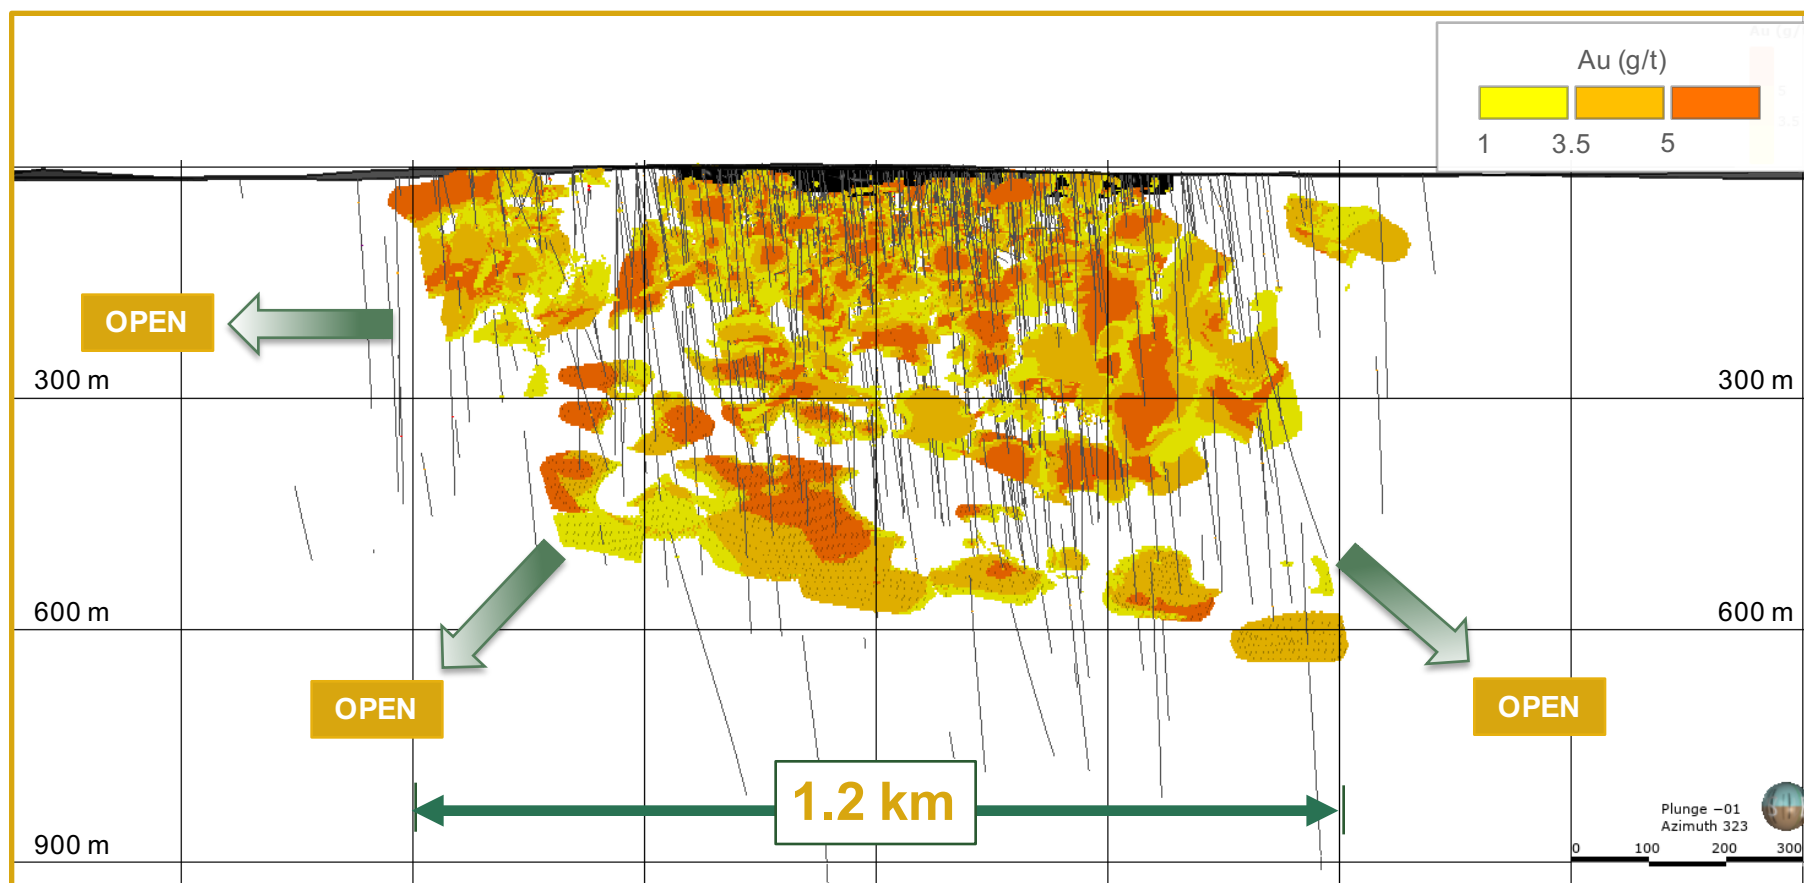 Au (g/t)
1 3.5 5
OPEN
300 m 300 m
600 m 600 m
OPEN OPEN
1.2 km
Plunge −01
Azimuth 323
0 100 200 300
900 m